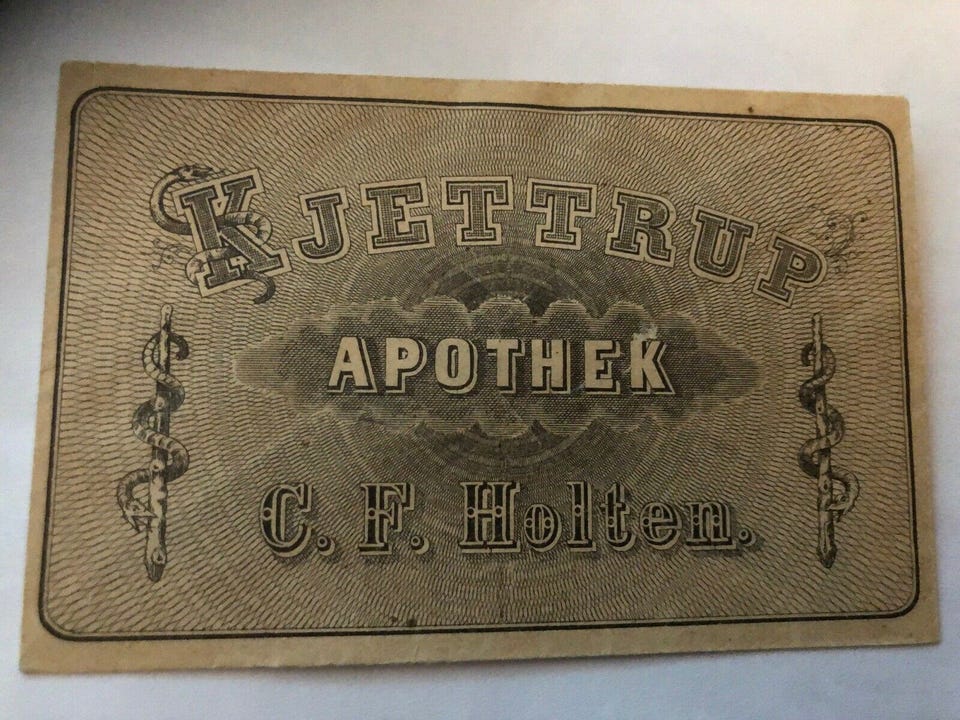 KJETTRUP
APOTHEK
C. F. Holten.